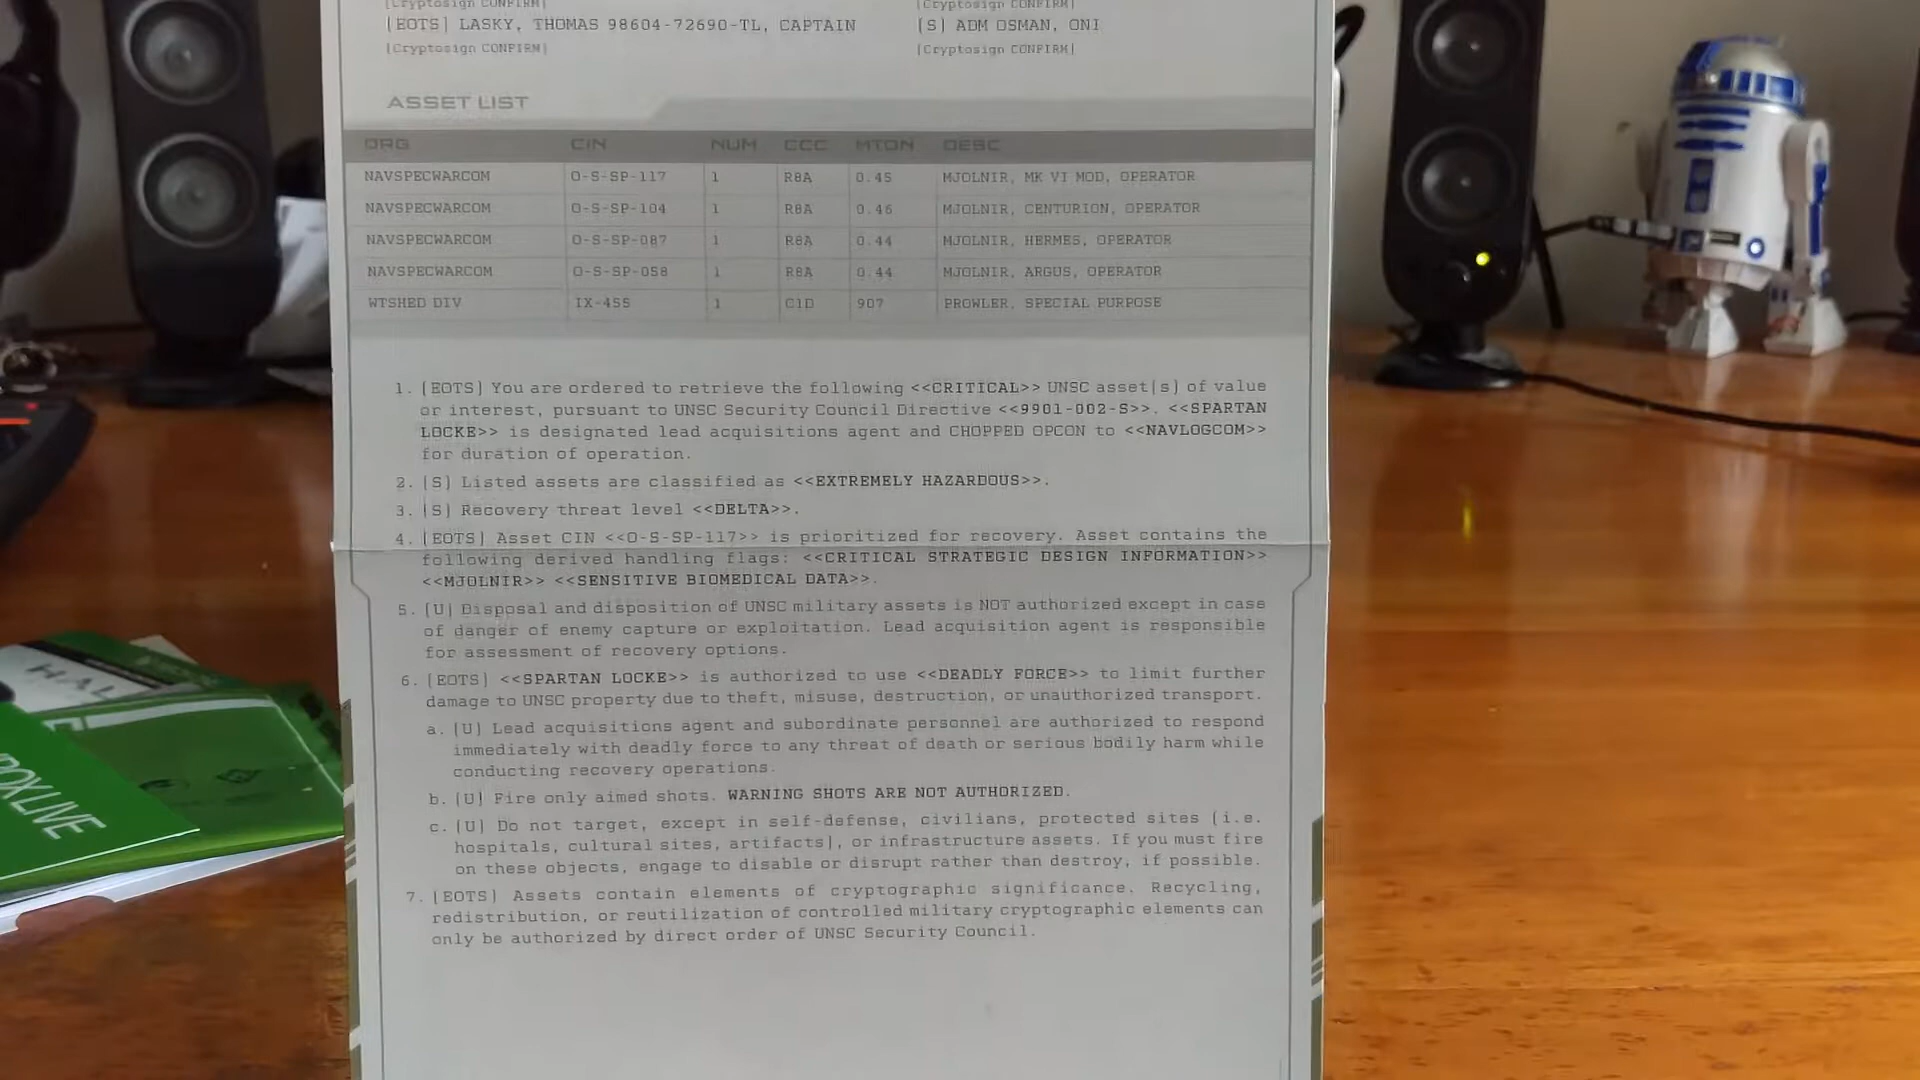 [Cryptosign CONFIRM] [Cryptosign CONFIRM]
[EOTS] LASKY, THOMAS 98604-72690-TL, CAPTAIN [S] ADM OSMAN, ONI
[Cryptosign CONFIRM] [Cryptosign CONFIRM]
ASSET LIST
ORG CIN NUM CCC MTON DESC
NAVSPECWARCOM O-S-SP-117 1 R8A 0.45 MJOLNIR, MK VI MOD, OPERATOR
NAVSPECWARCOM O-S-SP-104 1 R8A 0.46 MJOLNIR, CENTURION, OPERATOR
NAVSPECWARCOM O-S-SP-087 1 R8A 0.44 MJOLNIR, HERMES, OPERATOR
NAVSPECWARCOM O-S-SP-058 1 R8A 0.44 MJOLNIR, ARGUS, OPERATOR
WTSHED DIV IX-455 1 C1D 907 PROWLER, SPECIAL PURPOSE
1. [EOTS] You are ordered to retrieve the following <<CRITICAL>> UNSC asset[s] of value
or interest, pursuant to UNSC Security Council Directive <<9901-002-S>>. <<SPARTAN
LOCKE>> is designated lead acquisitions agent and CHOPPED OPCON to <<NAVLOGCOM>>
for duration of operation.
2. [S] Listed assets are classified as <<EXTREMELY HAZARDOUS>>.
3. [S] Recovery threat level <<DELTA>>.
4. [EOTS] Asset CIN <<O-S-SP-117>> is prioritized for recovery. Asset contains the
following derived handling flags: <<CRITICAL STRATEGIC DESIGN INFORMATION>>
<<MJOLNIR>> <<SENSITIVE BIOMEDICAL DATA>>.
5. [U] Disposal and disposition of UNSC military assets is NOT authorized except in case
of danger of enemy capture or exploitation. Lead acquisition agent is responsible
for assessment of recovery options.
6. [EOTS] <<SPARTAN LOCKE>> is authorized to use <<DEADLY FORCE>> to limit further
damage to UNSC property due to theft, misuse, destruction, or unauthorized transport.
a. [U] Lead acquisitions agent and subordinate personnel are authorized to respond
immediately with deadly force to any threat of death or serious bodily harm while
conducting recovery operations.
b. [U] Fire only aimed shots. WARNING SHOTS ARE NOT AUTHORIZED.
c. [U] Do not target, except in self-defense, civilians, protected sites [i.e.
hospitals, cultural sites, artifacts], or infrastructure assets. If you must fire
on these objects, engage to disable or disrupt rather than destroy, if possible.
7. [EOTS] Assets contain elements of cryptographic significance. Recycling,
redistribution, or reutilization of controlled military cryptographic elements can
only be authorized by direct order of UNSC Security Council.
HAL
XBOX LIVE